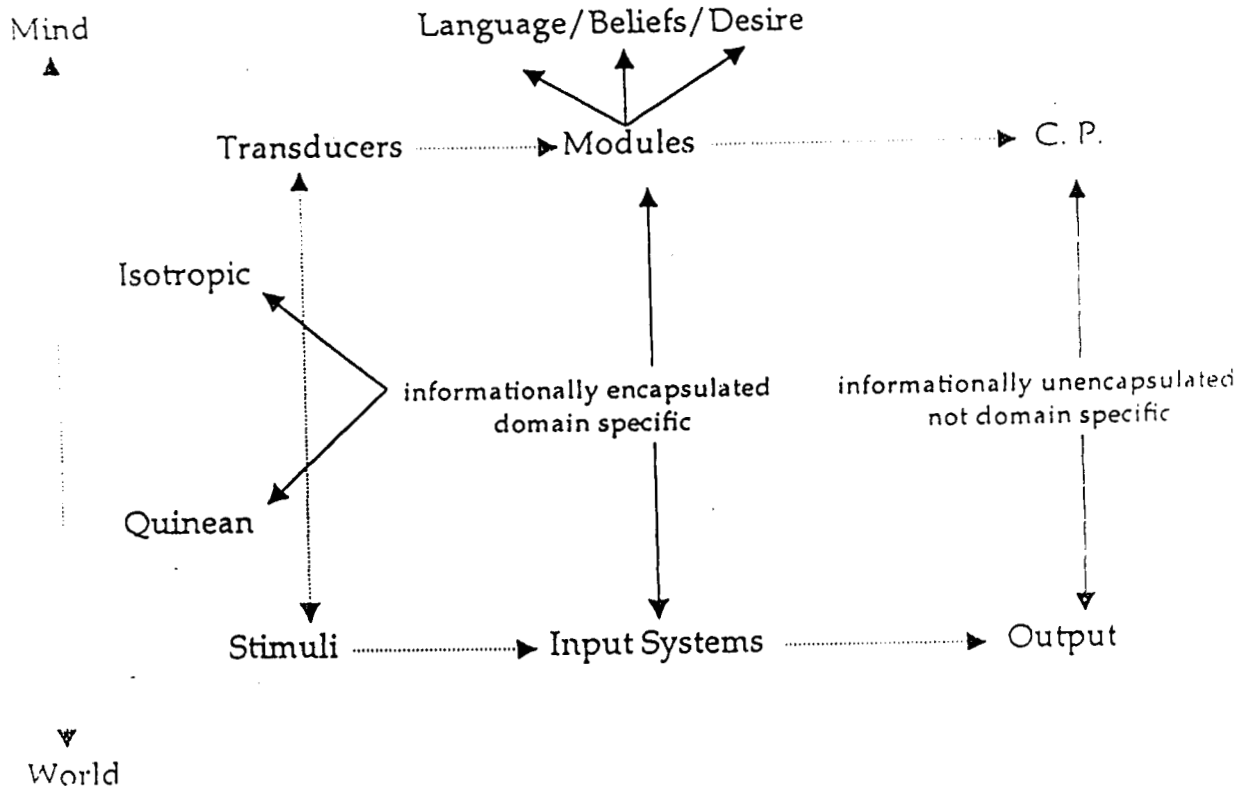 Mind
Language/Beliefs/Desire
Transducers
Modules
C. P.
Isotropic
informationally encapsulated
domain specific
informationally unencapsulated
not domain specific
Quinean
Stimuli
Input Systems
Output
World